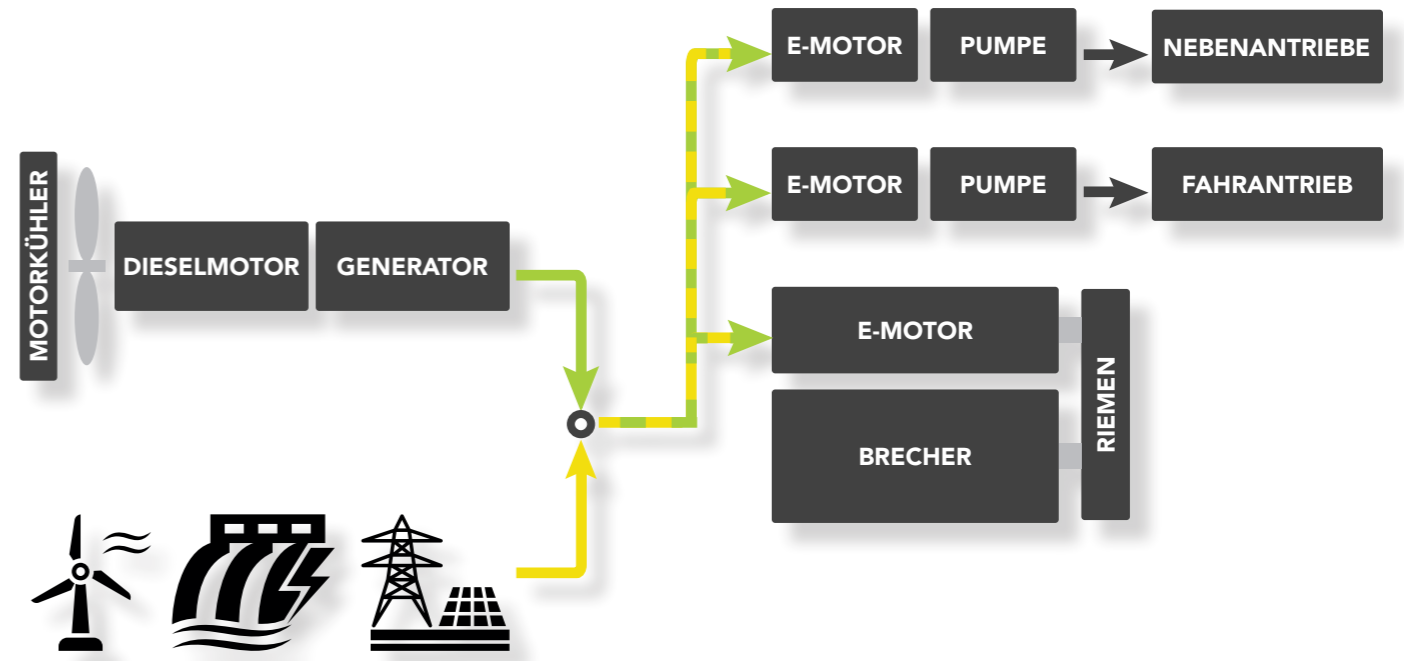 E-MOTOR
PUMPE
NEBENANTRIEBE
MOTORKÜHLER
E-MOTOR
PUMPE
FAHRANTRIEB
DIESELMOTOR
GENERATOR
E-MOTOR
RIEMEN
BRECHER